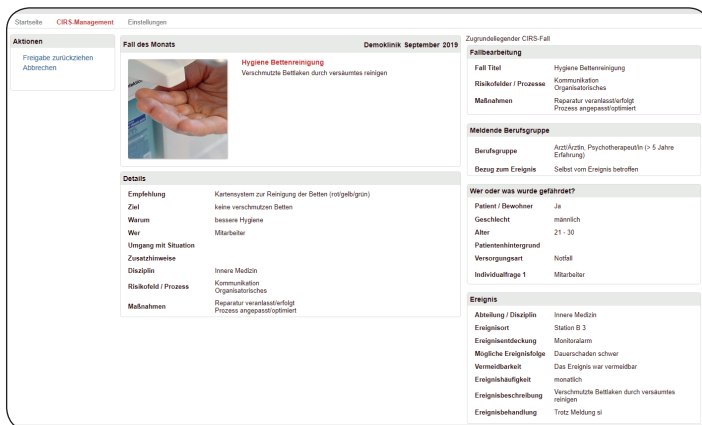 Startseite CIRS-Management Einstellungen
Aktionen
Freigabe zurückziehen
Abbrechen
Fall des Monats Demoklinik September 2019
Hygiene Bettenreinigung
Verschmutzte Bettlaken durch versäumtes reinigen
Details
Empfehlung Kartensystem zur Reinigung der Betten (rot/gelb/grün)
Ziel keine verschmutzen Betten
Warum bessere Hygiene
Wer Mitarbeiter
Umgang mit Situation
Zusatzhinweise
Disziplin Innere Medizin
Risikofeld / Prozess Kommunikation
Organisatorisches
Maßnahmen Reparatur veranlasst/erfolgt
Prozess angepasst/optimiert
Zugrundeliegender CIRS-Fall
Fallbearbeitung
Fall Titel Hygiene Bettenreinigung
Risikofelder / Prozesse Kommunikation
Organisatorisches
Maßnahmen Reparatur veranlasst/erfolgt
Prozess angepasst/optimiert
Meldende Berufsgruppe
Berufsgruppe Arzt/Ärztin, Psychotherapeut/in (> 5 Jahre
Erfahrung)
Bezug zum Ereignis Selbst vom Ereignis betroffen
Wer oder was wurde gefährdet?
Patient / Bewohner Ja
Geschlecht männlich
Alter 21 - 30
Patientenhintergrund
Versorgungsart Notfall
Individualfrage 1 Mitarbeiter
Ereignis
Abteilung / Disziplin Innere Medizin
Ereignisort Station B 3
Ereignisentdeckung Monitoralarm
Mögliche Ereignisfolge Dauerschaden schwer
Vermeidbarkeit Das Ereignis war vermeidbar
Ereignishäufigkeit monatlich
Ereignisbeschreibung Verschmutzte Bettlaken durch versäumtes
reinigen
Ereignisbehandlung Trotz Meldung si